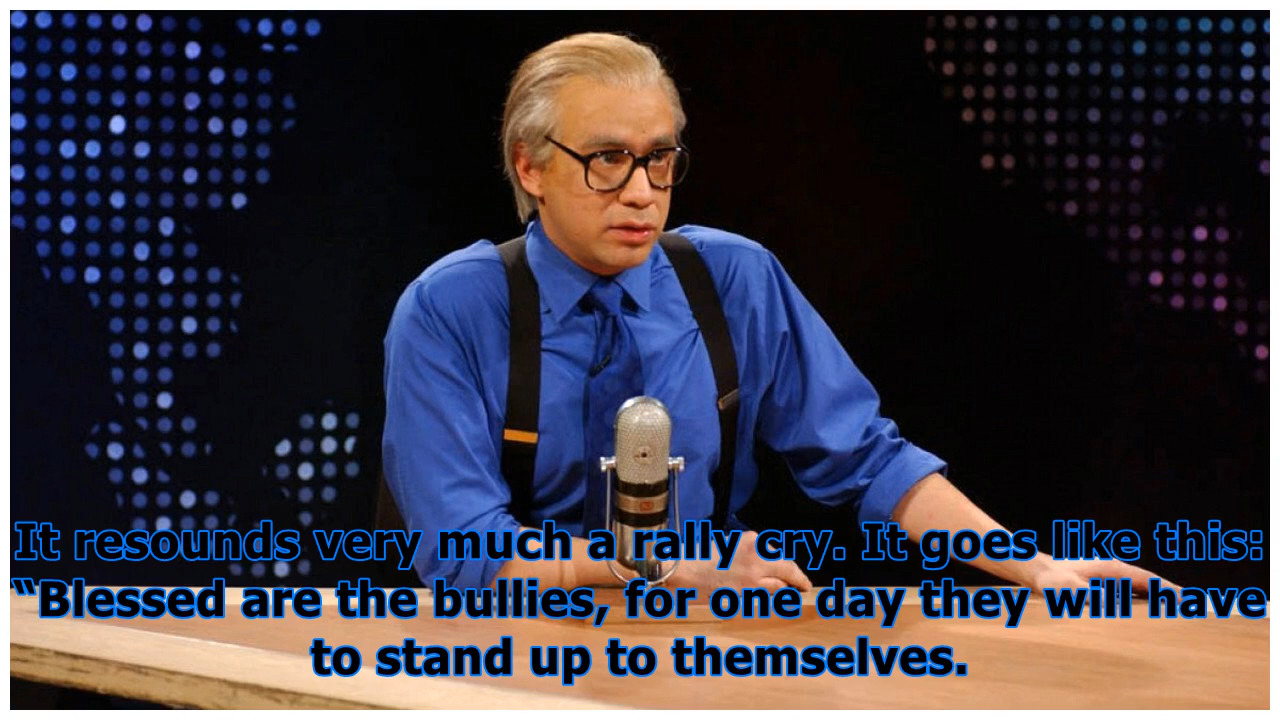 It resounds very much a rally cry. It goes like this:
“Blessed are the bullies, for one day they will have
to stand up to themselves.